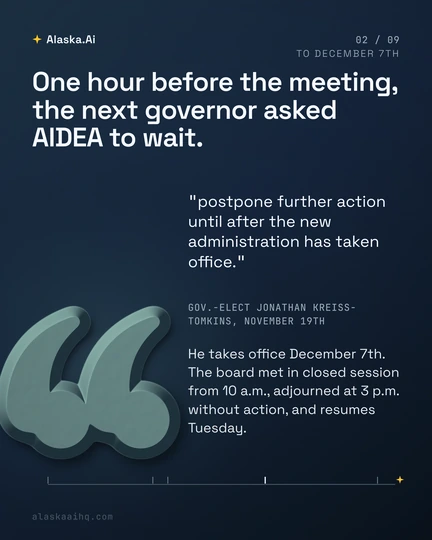 Alaska.Ai
02 / 09
TO DECEMBER 7TH
One hour before the meeting,
the next governor asked
AIDEA to wait.
"postpone further action
until after the new
administration has taken
office."
GOV.-ELECT JONATHAN KREISS-
TOMKINS, NOVEMBER 19TH
He takes office December 7th.
The board met in closed session
from 10 a.m., adjourned at 3 p.m.
without action, and resumes
Tuesday.
alaskaaihq.com